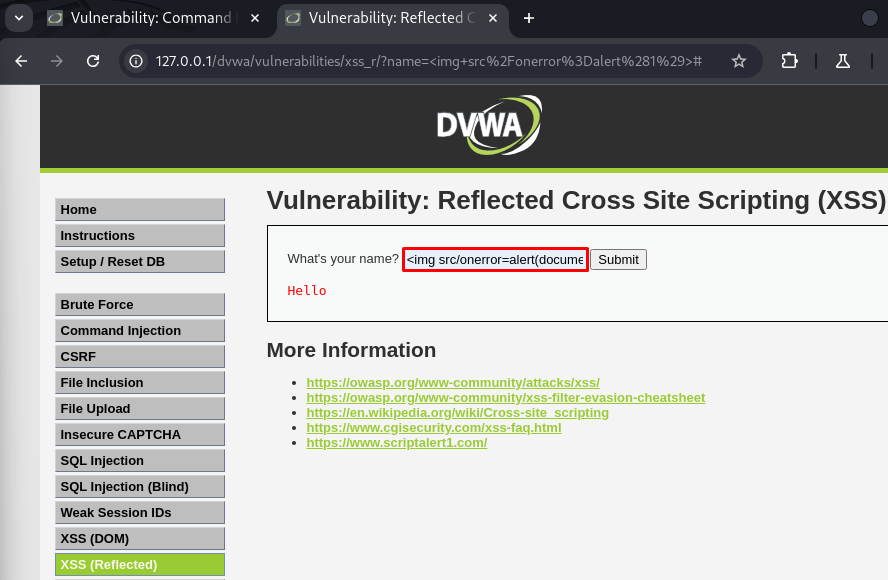 Vulnerability: Command
Vulnerability: Reflected C
127.0.0.1/dvwa/vulnerabilities/xss_r/?name=<img+src%2Fonerror%3Dalert%281%29>#
DVWA
Home
Instructions
Setup / Reset DB
Brute Force
Command Injection
CSRF
File Inclusion
File Upload
Insecure CAPTCHA
SQL Injection
SQL Injection (Blind)
Weak Session IDs
XSS (DOM)
XSS (Reflected)
Vulnerability: Reflected Cross Site Scripting (XSS)
What's your name? <img src/onerror=alert(docume Submit
Hello
More Information
• https://owasp.org/www-community/attacks/xss/
• https://owasp.org/www-community/xss-filter-evasion-cheatsheet
• https://en.wikipedia.org/wiki/Cross-site_scripting
• https://www.cgisecurity.com/xss-faq.html
• https://www.scriptalert1.com/